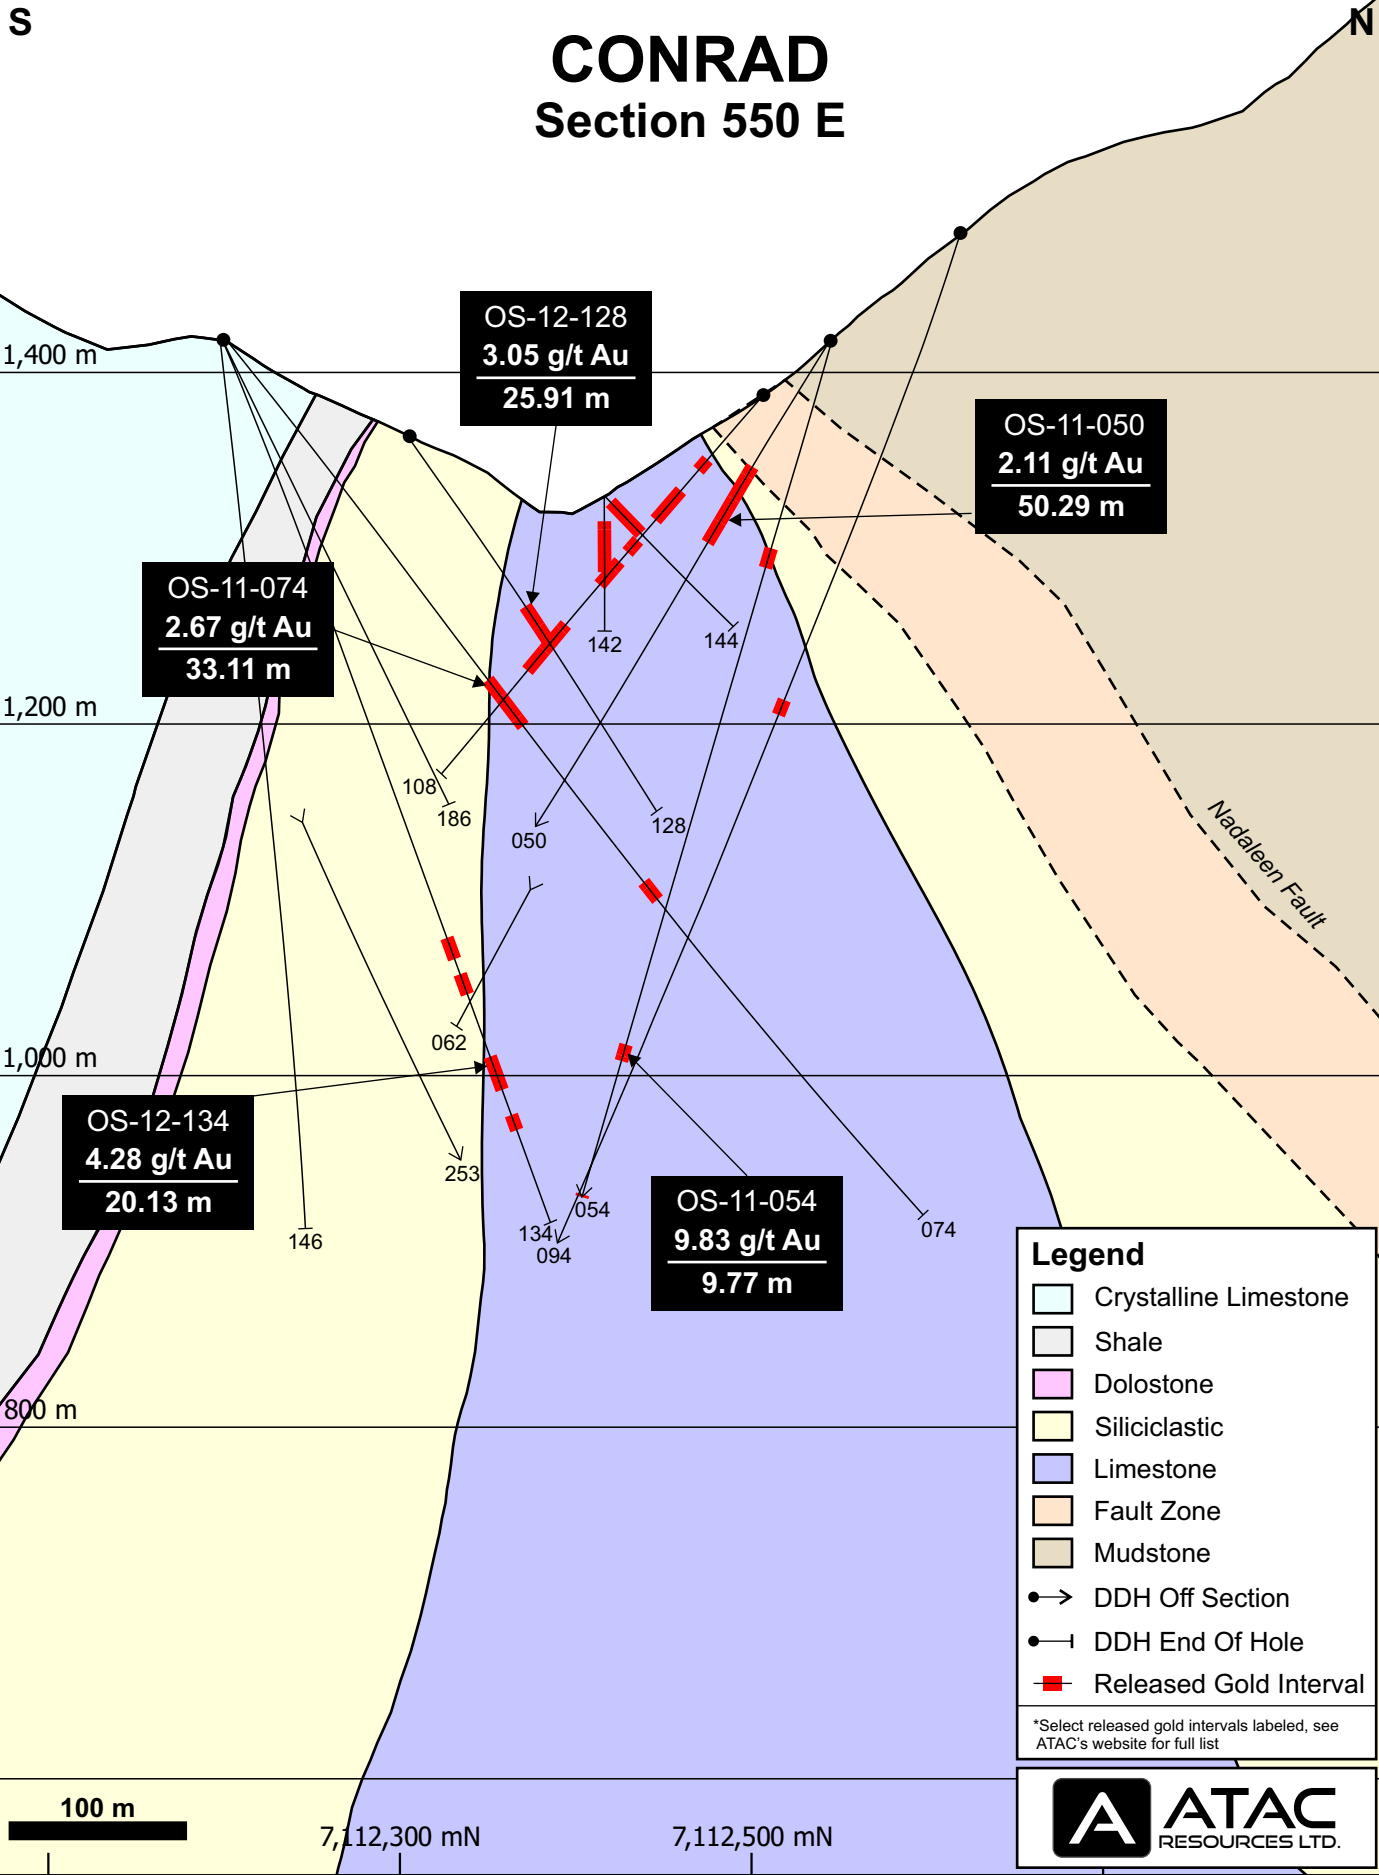 S
N
CONRAD
Section 550 E
OS-12-128
3.05 g/t Au
25.91 m
1,400 m
OS-11-050
2.11 g/t Au
50.29 m
OS-11-074
2.67 g/t Au
33.11 m
142
144
1,200 m
108
186
050
128
Nadaleen Fault
062
1,000 m
OS-12-134
4.28 g/t Au
20.13 m
253
146
134
054
094
OS-11-054
9.83 g/t Au
9.77 m
074
800 m
Legend
Crystalline Limestone
Shale
Dolostone
Siliciclastic
Limestone
Fault Zone
Mudstone
DDH Off Section
DDH End Of Hole
Released Gold Interval
*Select released gold intervals labeled, see
ATAC's website for full list
100 m
7,112,300 mN
7,112,500 mN
A ATAC
RESOURCES LTD.